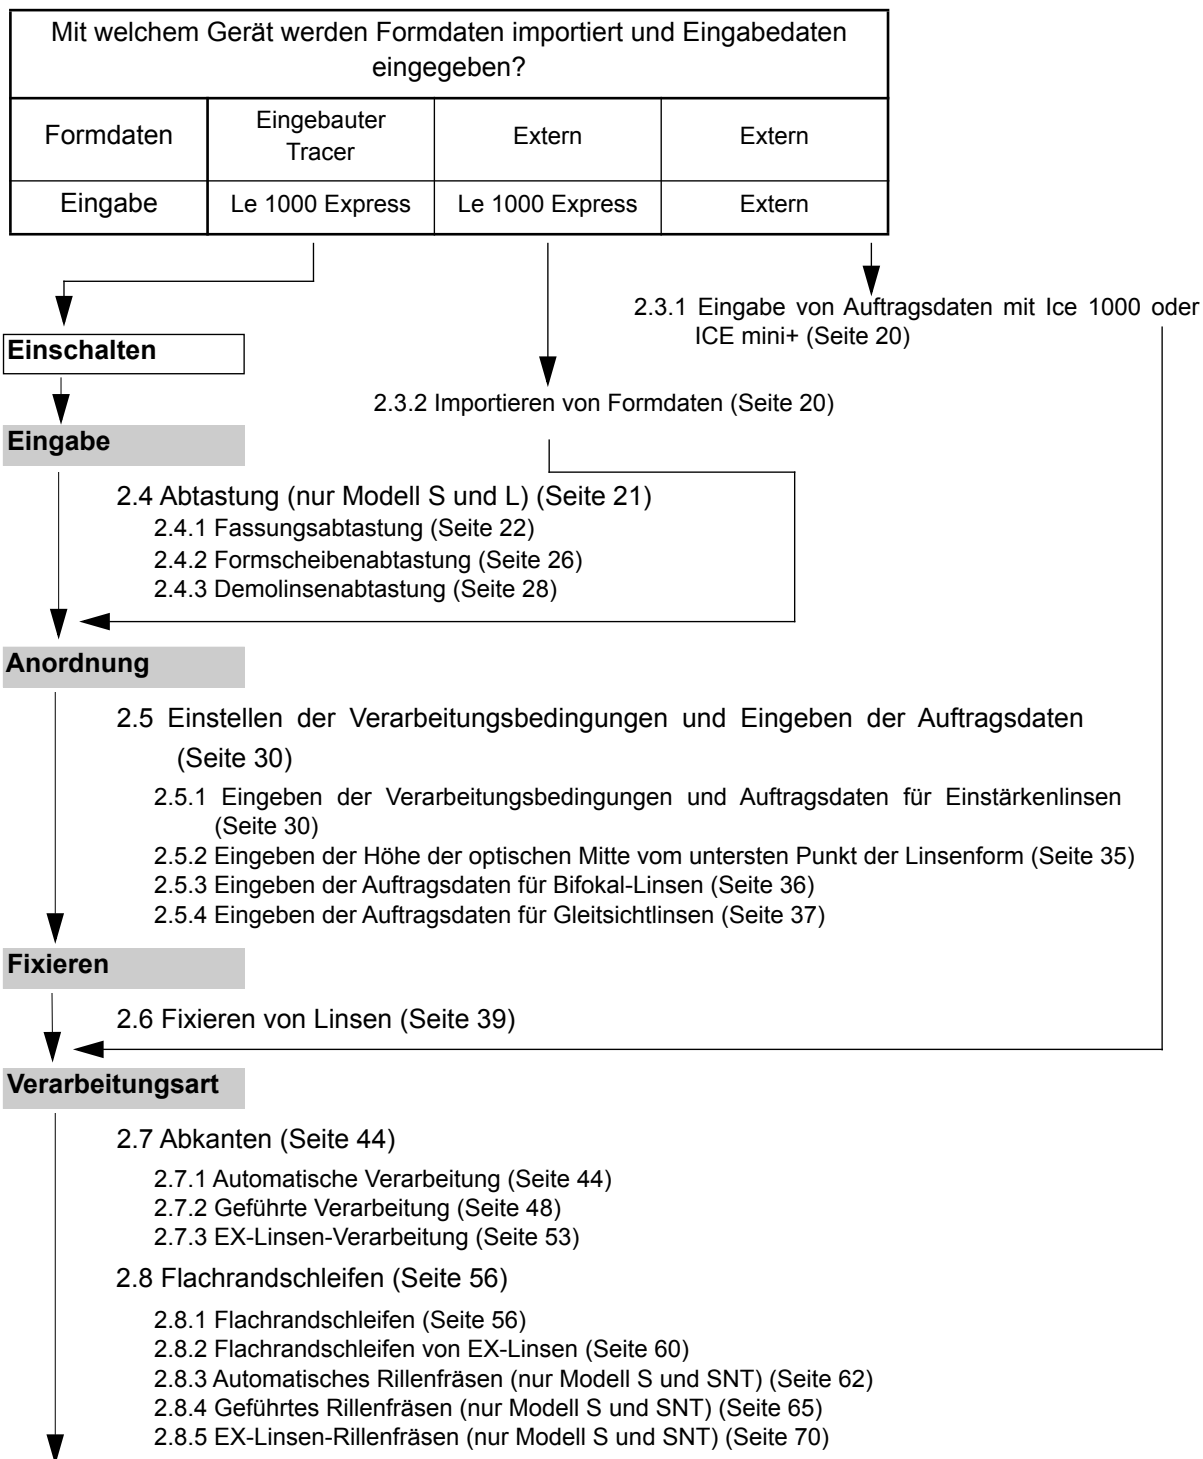 Mit welchem Gerät werden Formdaten importiert und Eingabedaten
eingegeben?
Formdaten
Eingebauter
Tracer
Extern
Extern
Eingabe
Le 1000 Express
Le 1000 Express
Extern
2.3.1 Eingabe von Auftragsdaten mit Ice 1000 oder
ICE mini+ (Seite 20)
Einschalten
2.3.2 Importieren von Formdaten (Seite 20)
Eingabe
2.4 Abtastung (nur Modell S und L) (Seite 21)
2.4.1 Fassungsabtastung (Seite 22)
2.4.2 Formscheibenabtastung (Seite 26)
2.4.3 Demolinsenabtastung (Seite 28)
Anordnung
2.5 Einstellen der Verarbeitungsbedingungen und Eingeben der Auftragsdaten
(Seite 30)
2.5.1 Eingeben der Verarbeitungsbedingungen und Auftragsdaten für Einstärkenlinsen
(Seite 30)
2.5.2 Eingeben der Höhe der optischen Mitte vom untersten Punkt der Linsenform (Seite 35)
2.5.3 Eingeben der Auftragsdaten für Bifokal-Linsen (Seite 36)
2.5.4 Eingeben der Auftragsdaten für Gleitsichtlinsen (Seite 37)
Fixieren
2.6 Fixieren von Linsen (Seite 39)
Verarbeitungsart
2.7 Abkanten (Seite 44)
2.7.1 Automatische Verarbeitung (Seite 44)
2.7.2 Geführte Verarbeitung (Seite 48)
2.7.3 EX-Linsen-Verarbeitung (Seite 53)
2.8 Flachrandschleifen (Seite 56)
2.8.1 Flachrandschleifen (Seite 56)
2.8.2 Flachrandschleifen von EX-Linsen (Seite 60)
2.8.3 Automatisches Rillenfräsen (nur Modell S und SNT) (Seite 62)
2.8.4 Geführtes Rillenfräsen (nur Modell S und SNT) (Seite 65)
2.8.5 EX-Linsen-Rillenfräsen (nur Modell S und SNT) (Seite 70)